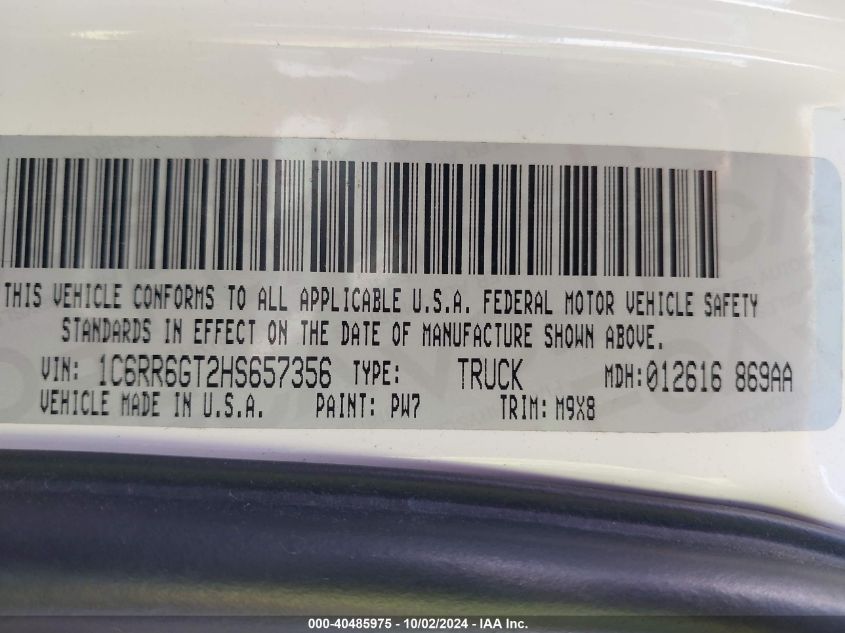 THIS VEHICLE CONFORMS TO ALL APPLICABLE U.S.A. FEDERAL MOTOR VEHICLE SAFETY
STANDARDS IN EFFECT ON THE DATE OF MANUFACTURE SHOWN ABOVE.
VIN: 1C6RR6GT2HS657356 TYPE: TRUCK MDH:012616 869AA
VEHICLE MADE IN U.S.A. PAINT: PW7 TRIM: M9X8
000-40485975 - 10/02/2024 - IAA Inc.